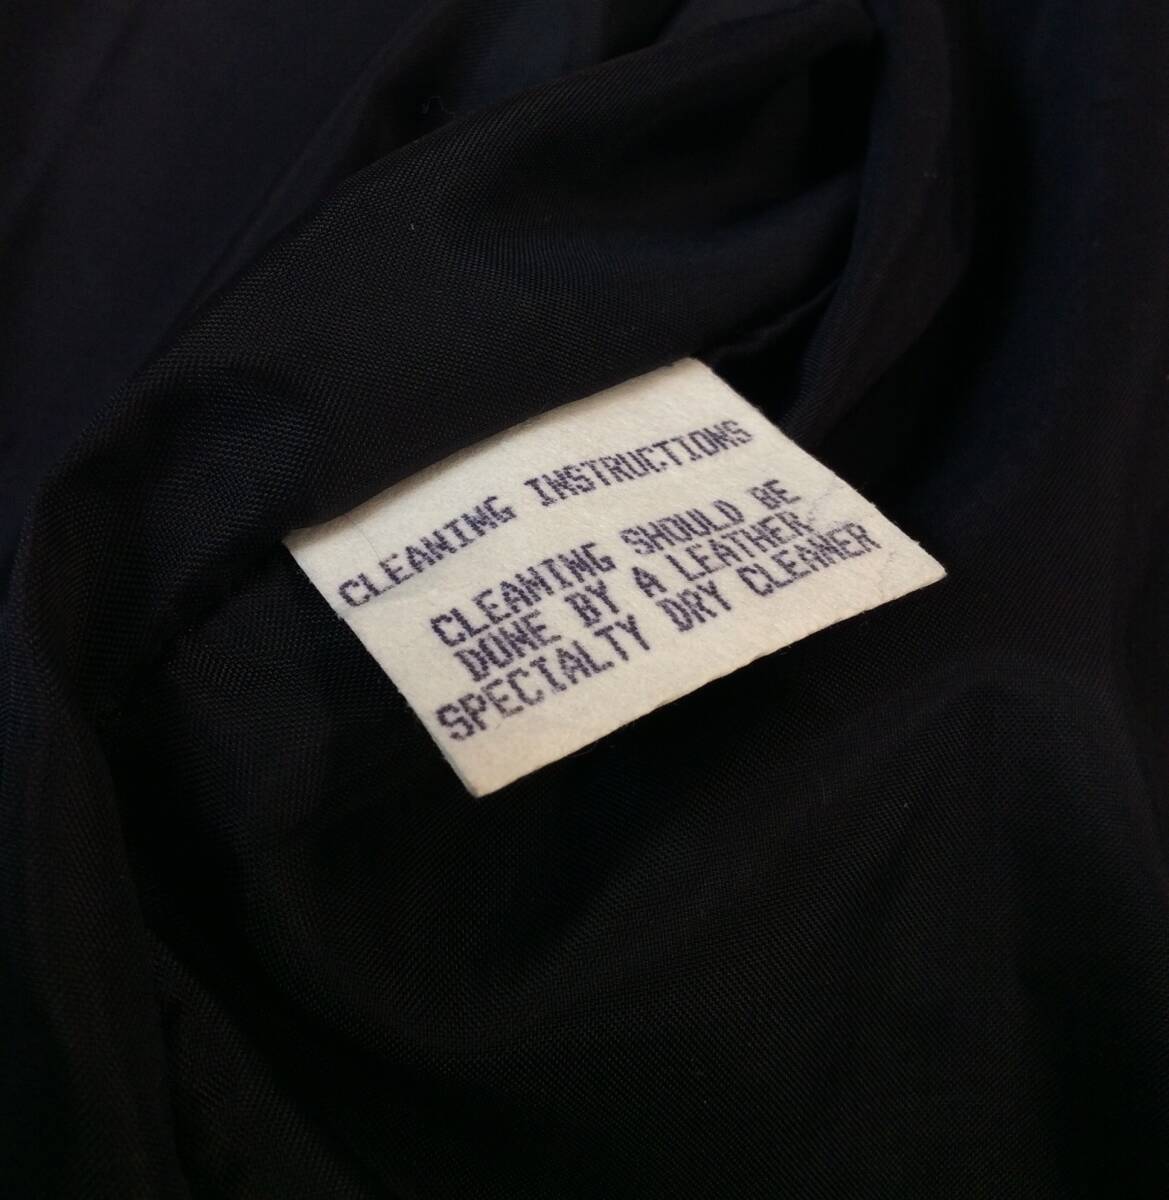 CLEANING INSTRUCTIONS
CLEANING SHOULD BE
DONE BY A LEATHER
SPECIALTY DRY CLEANER